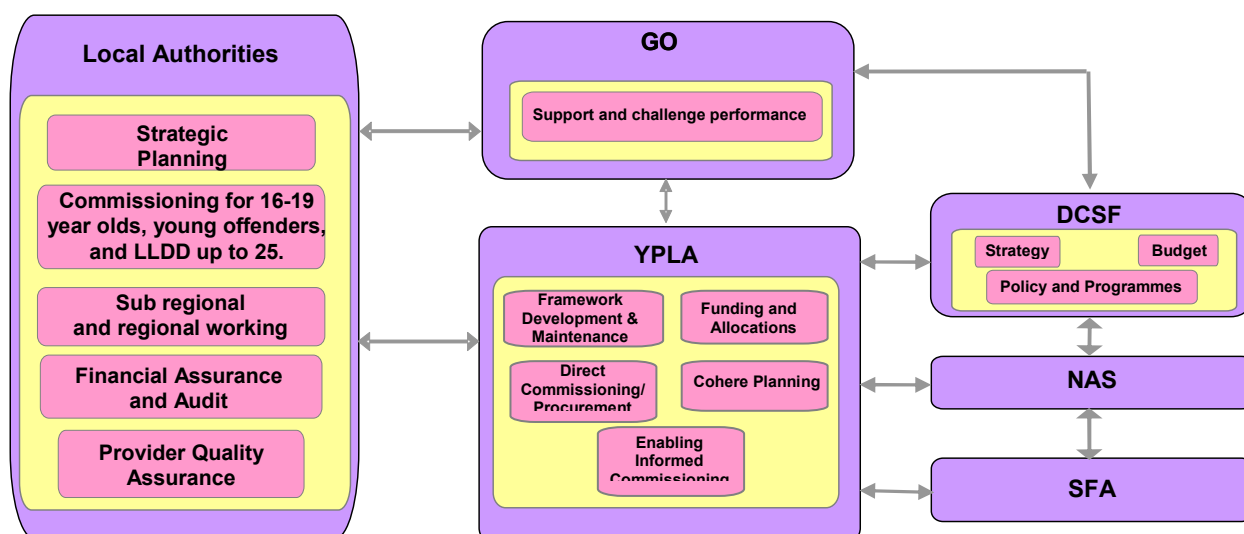 Local Authorities
Strategic
Planning
Commissioning for 16-19
year olds, young offenders,
and LLDD up to 25.
Sub regional
and regional working
Financial Assurance
and Audit
Provider Quality
Assurance
GO
Support and challenge performance
YPLA
Framework
Development &
Maintenance
Funding and
Allocations
Direct
Commissioning/
Procurement
Cohere Planning
Enabling
Informed
Commissioning
DCSF
Strategy
Budget
Policy and Programmes
NAS
SFA